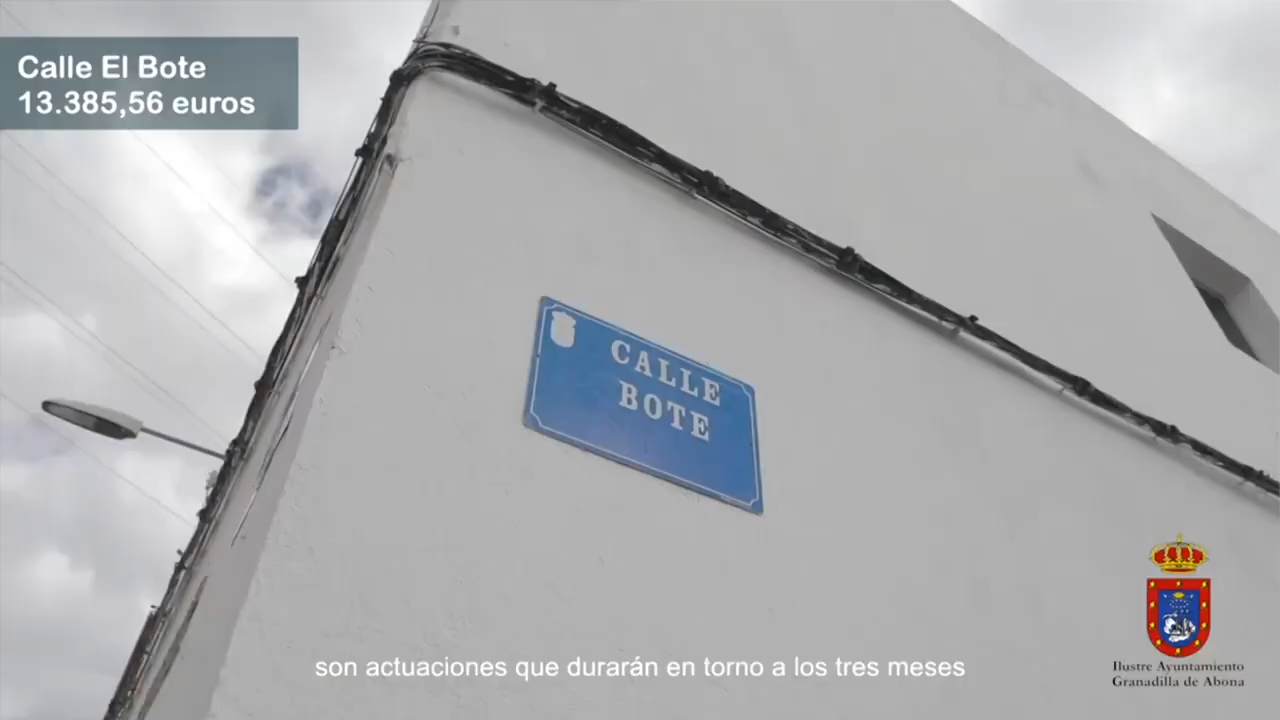 Calle El Bote
13.385,56 euros
CALLE
BOTE
son actuaciones que durarán en torno a los tres meses
Ilustre Ayuntamiento
Granadilla de Abona